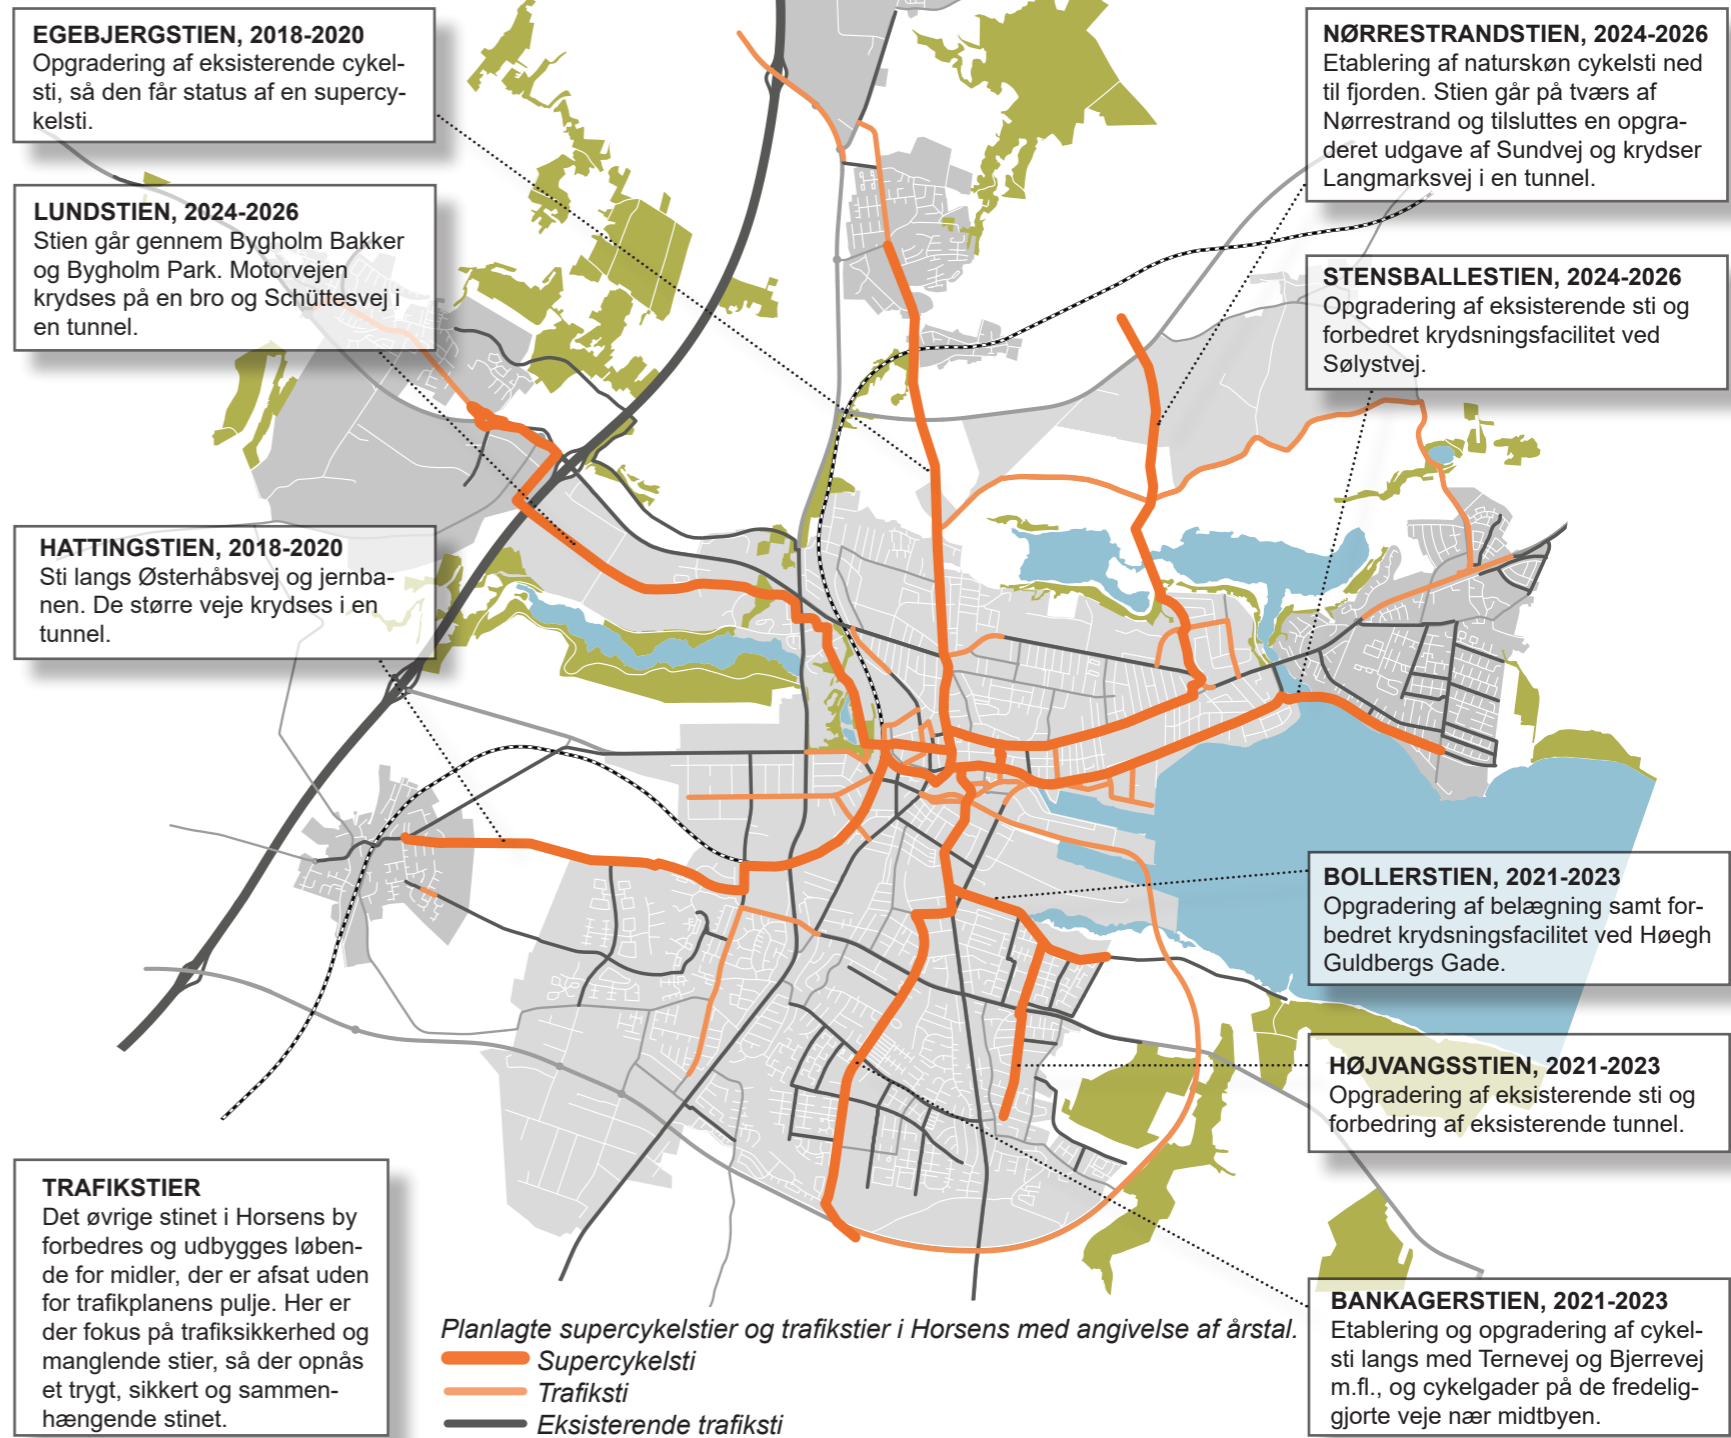 EGEBJERGSTIEN, 2018-2020
Opgradering af eksisterende cykel-
sti, så den får status af en supercy-
kelsti.
LUNDSTIEN, 2024-2026
Stien går gennem Bygholm Bakker
og Bygholm Park. Motorvejen
krydses på en bro og Schüttesvej i
en tunnel.
HATTINGSTIEN, 2018-2020
Sti langs Østerhåbsvej og jernba-
nen. De større veje krydses i en
tunnel.
TRAFIKSTIER
Det øvrige stinet i Horsens by
forbedres og udbygges løben-
de for midler, der er afsat uden
for trafikplanens pulje. Her er
der fokus på trafiksikkerhed og
manglende stier, så der opnås
et trygt, sikkert og sammen-
hængende stinet.
NØRRESTRANDSTIEN, 2024-2026
Etablering af naturskøn cykelsti ned
til fjorden. Stien går på tværs af
Nørrestrand og tilsluttes en opgra-
deret udgave af Sundvej og krydser
Langmarksvej i en tunnel.
STENSBALLESTIEN, 2024-2026
Opgradering af eksisterende sti og
forbedret krydsningsfacilitet ved
Sølystvej.
BOLLERSTIEN, 2021-2023
Opgradering af belægning samt for-
bedret krydsningsfacilitet ved Høegh
Guldbergs Gade.
HØJVANGSSTIEN, 2021-2023
Opgradering af eksisterende sti og
forbedring af eksisterende tunnel.
BANKAGERSTIEN, 2021-2023
Etablering og opgradering af cykel-
sti langs med Ternevej og Bjerrevej
m.fl., og cykelgader på de fredelig-
gjorte veje nær midtbyen.
Planlagte supercykelstier og trafikstier i Horsens med angivelse af årstal.
Supercykelsti
Trafiksti
Eksisterende trafiksti